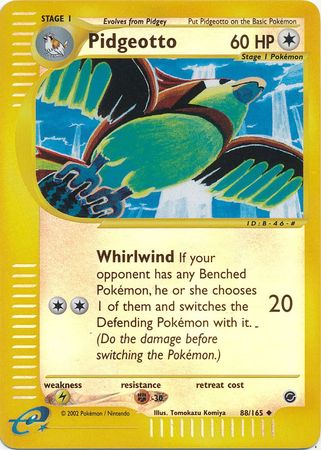 STAGE 1
Evolves from Pidgey
Put Pidgeotto on the Basic Pokémon
Pidgeotto
60 HP
Stage 1 Pokémon
ID:B-46-#
Whirlwind If your
opponent has any Benched
Pokémon, he or she chooses
1 of them and switches the
Defending Pokémon with it.
(Do the damage before
switching the Pokémon.)
20
weakness
resistance
retreat cost
-30
e
© 2002 Pokémon / Nintendo
Illus. Tomokazu Komiya
88/165